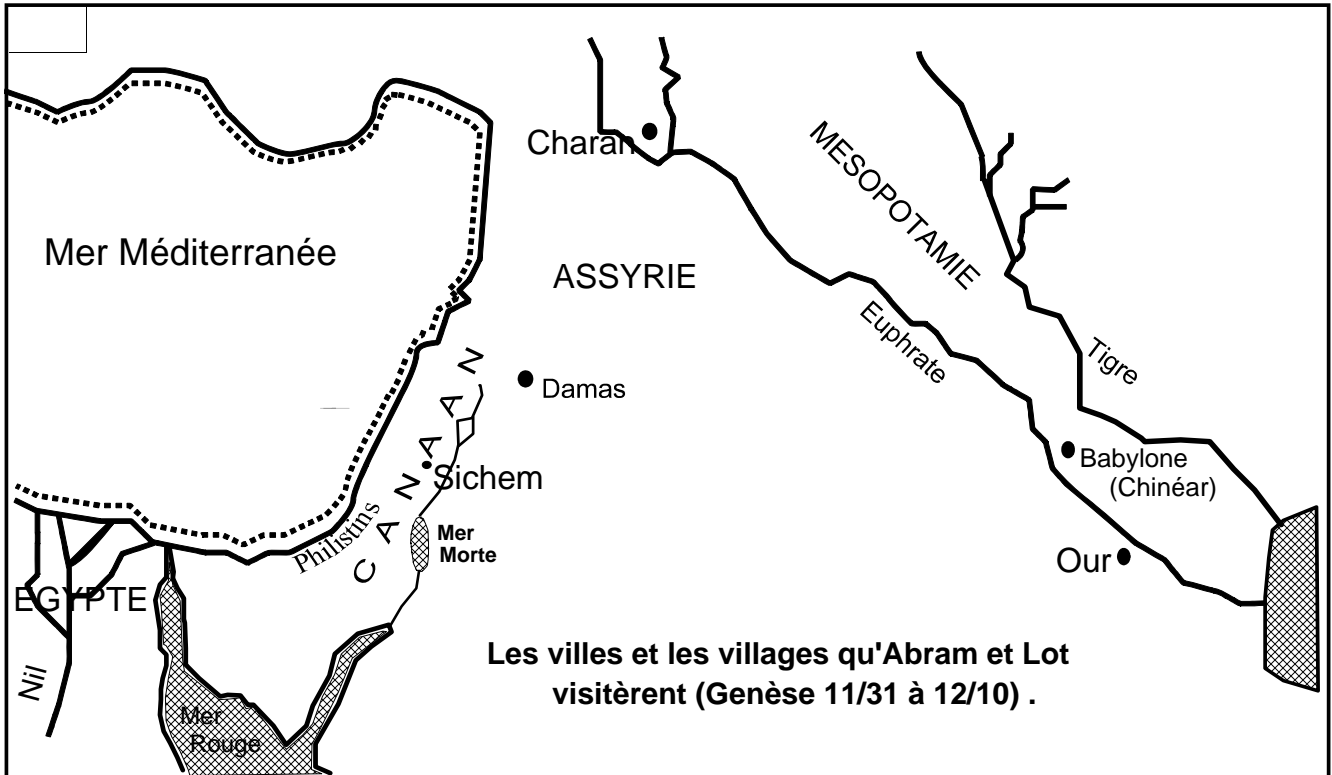 Charan
MESOPOTAMIE
Mer Méditerranée
ASSYRIE
Euphrate
Tigre
CANAAN
Damas
Sichem
Babylone
(Chinéar)
Philistins
Mer
Morte
Our
EGYPTE
Nil
Les villes et les villages qu'Abram et Lot
visitèrent (Genèse 11/31 à 12/10) .
Mer
Rouge